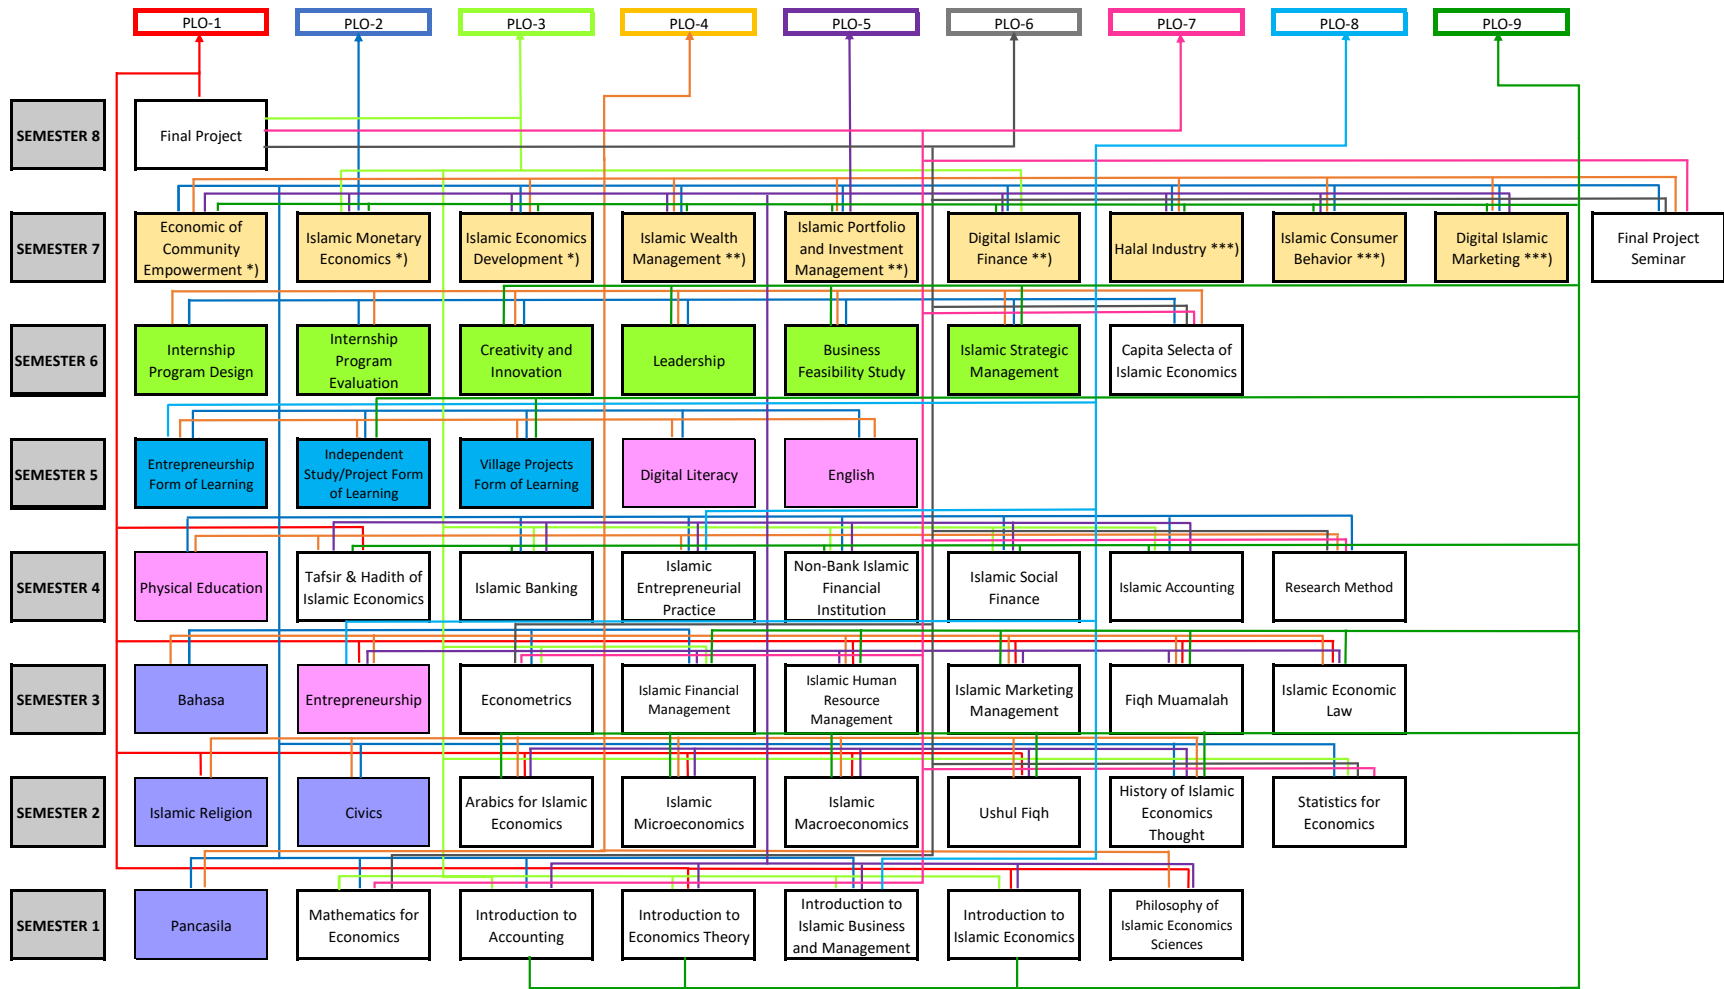 PLO-1
PLO-2
PLO-3
PLO-4
PLO-5
PLO-6
PLO-7
PLO-8
PLO-9
SEMESTER 8
Final Project
SEMESTER 7
Economic of
Community
Empowerment *)
Islamic Monetary
Economics *)
Islamic Economics
Development *)
Islamic Wealth
Management **)
Islamic Portfolio
and Investment
Management **)
Digital Islamic
Finance **)
Halal Industry ***)
Islamic Consumer
Behavior ***)
Digital Islamic
Marketing ***)
Final Project
Seminar
SEMESTER 6
Internship
Program Design
Internship
Program
Evaluation
Creativity and
Innovation
Leadership
Business
Feasibility Study
Islamic Strategic
Management
Capita Selecta of
Islamic Economics
SEMESTER 5
Entrepreneurship
Form of Learning
Independent
Study/Project Form
of Learning
Village Projects
Form of Learning
Digital Literacy
English
SEMESTER 4
Physical Education
Tafsir & Hadith of
Islamic Economics
Islamic Banking
Islamic
Entrepreneurial
Practice
Non-Bank Islamic
Financial
Institution
Islamic Social
Finance
Islamic Accounting
Research Method
SEMESTER 3
Bahasa
Entrepreneurship
Econometrics
Islamic Financial
Management
Islamic Human
Resource
Management
Islamic Marketing
Management
Fiqh Muamalah
Islamic Economic
Law
SEMESTER 2
Islamic Religion
Civics
Arabics for Islamic
Economics
Islamic
Microeconomics
Islamic
Macroeconomics
Ushul Fiqh
History of Islamic
Economics
Thought
Statistics for
Economics
SEMESTER 1
Pancasila
Mathematics for
Economics
Introduction to
Accounting
Introduction to
Economics Theory
Introduction to
Islamic Business
and Management
Introduction to
Islamic Economics
Philosophy of
Islamic Economics
Sciences